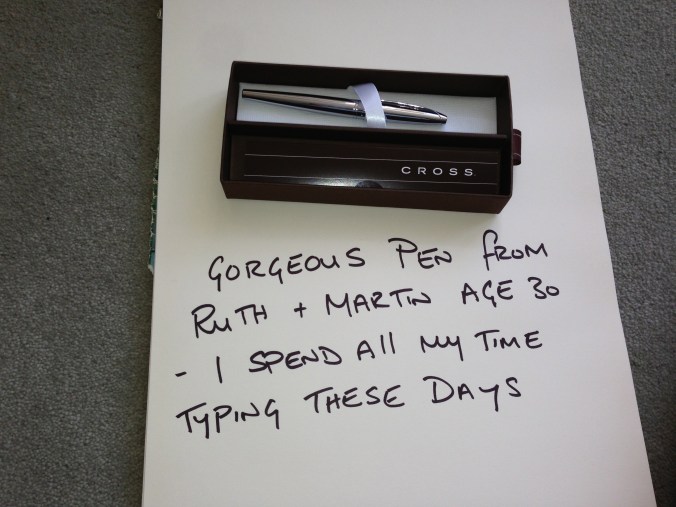 CROSS
GORGEOUS PEN FROM
RUTH + MARTIN AGE 30
- I SPEND All MY TIME
TYPING THESE DAYS